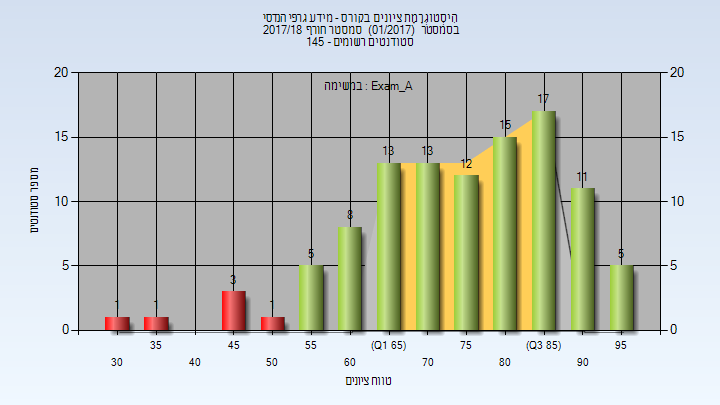 היסטוגרמת ציונים בקורס - מידע גרפי הנדסי
בסמסטר (01/2017) סמסטר חורף 2017/18
סטודנטים רשומים - 145
במשימה : Exam_A
מספר סטודנטים
20 20
15 15
10 10
5 5
0 0
1 1 3 1 5 8 13 13 12 15 17 11 5
35 45 55 (Q1 65) 75 (Q3 85) 95
30 40 50 60 70 80 90
טווח ציונים